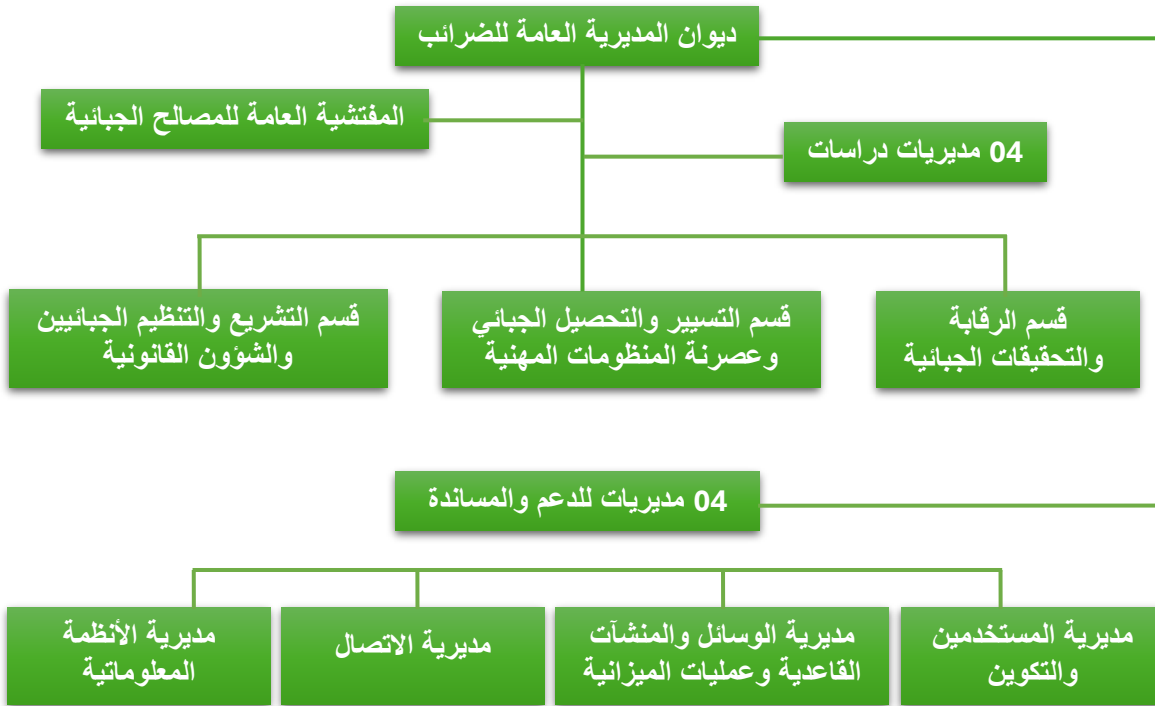 ديوان المديرية العامة للضرائب
المفتشية العامة للمصالح الجبائية
04 مديريات دراسات
قسم الرقابة
والتحقيقات الجبائية
قسم التسيير والتحصيل الجبائي
وعصرنة المنظومات المهنية
قسم التشريع والتنظيم الجبائيين
والشؤون القانونية
04 مديريات للدعم والمساندة
مديرية المستخدمين
والتكوين
مديرية الوسائل والمنشآت
القاعدية وعمليات الميزانية
مديرية الاتصال
مديرية الأنظمة
المعلوماتية